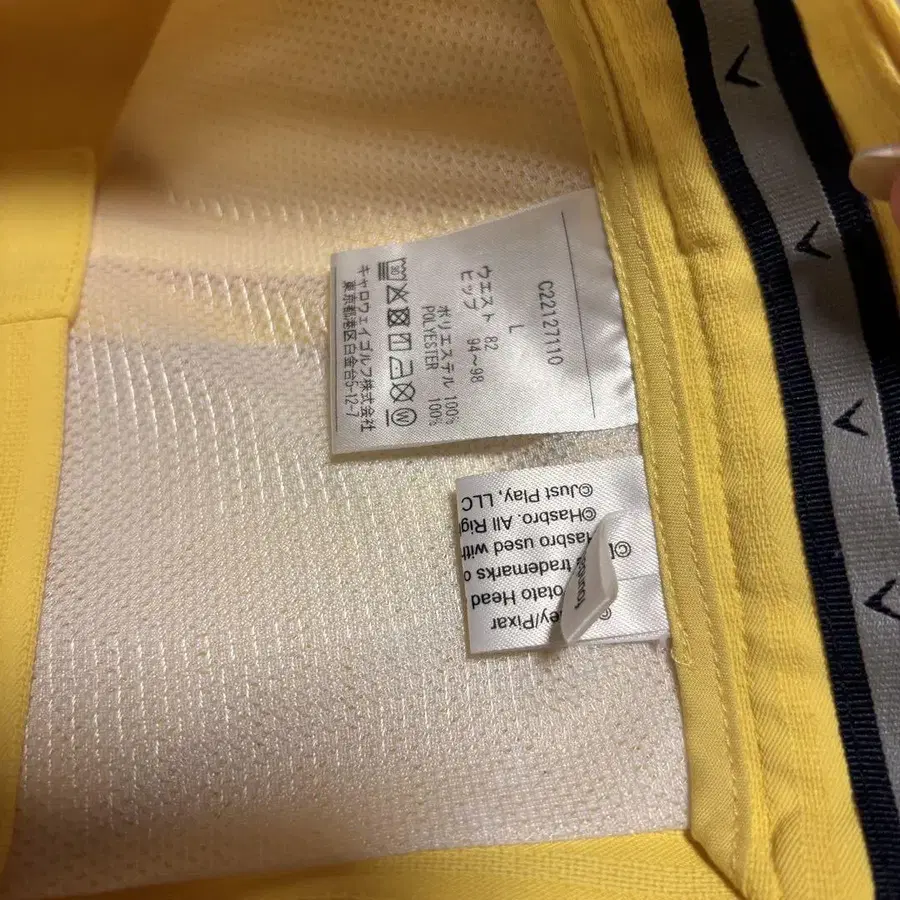 C22127110
L
ウエスト 82
ヒップ 94～98
ポリエステル 100%
POLYESTER 100%
キャロウェイゴルフ株式会社
東京都港区白金台5-12-7
ey/Pixar
otato Head
trademarks o
Hasbro used with
©Hasbro. All Rig
©Just Play, LLC